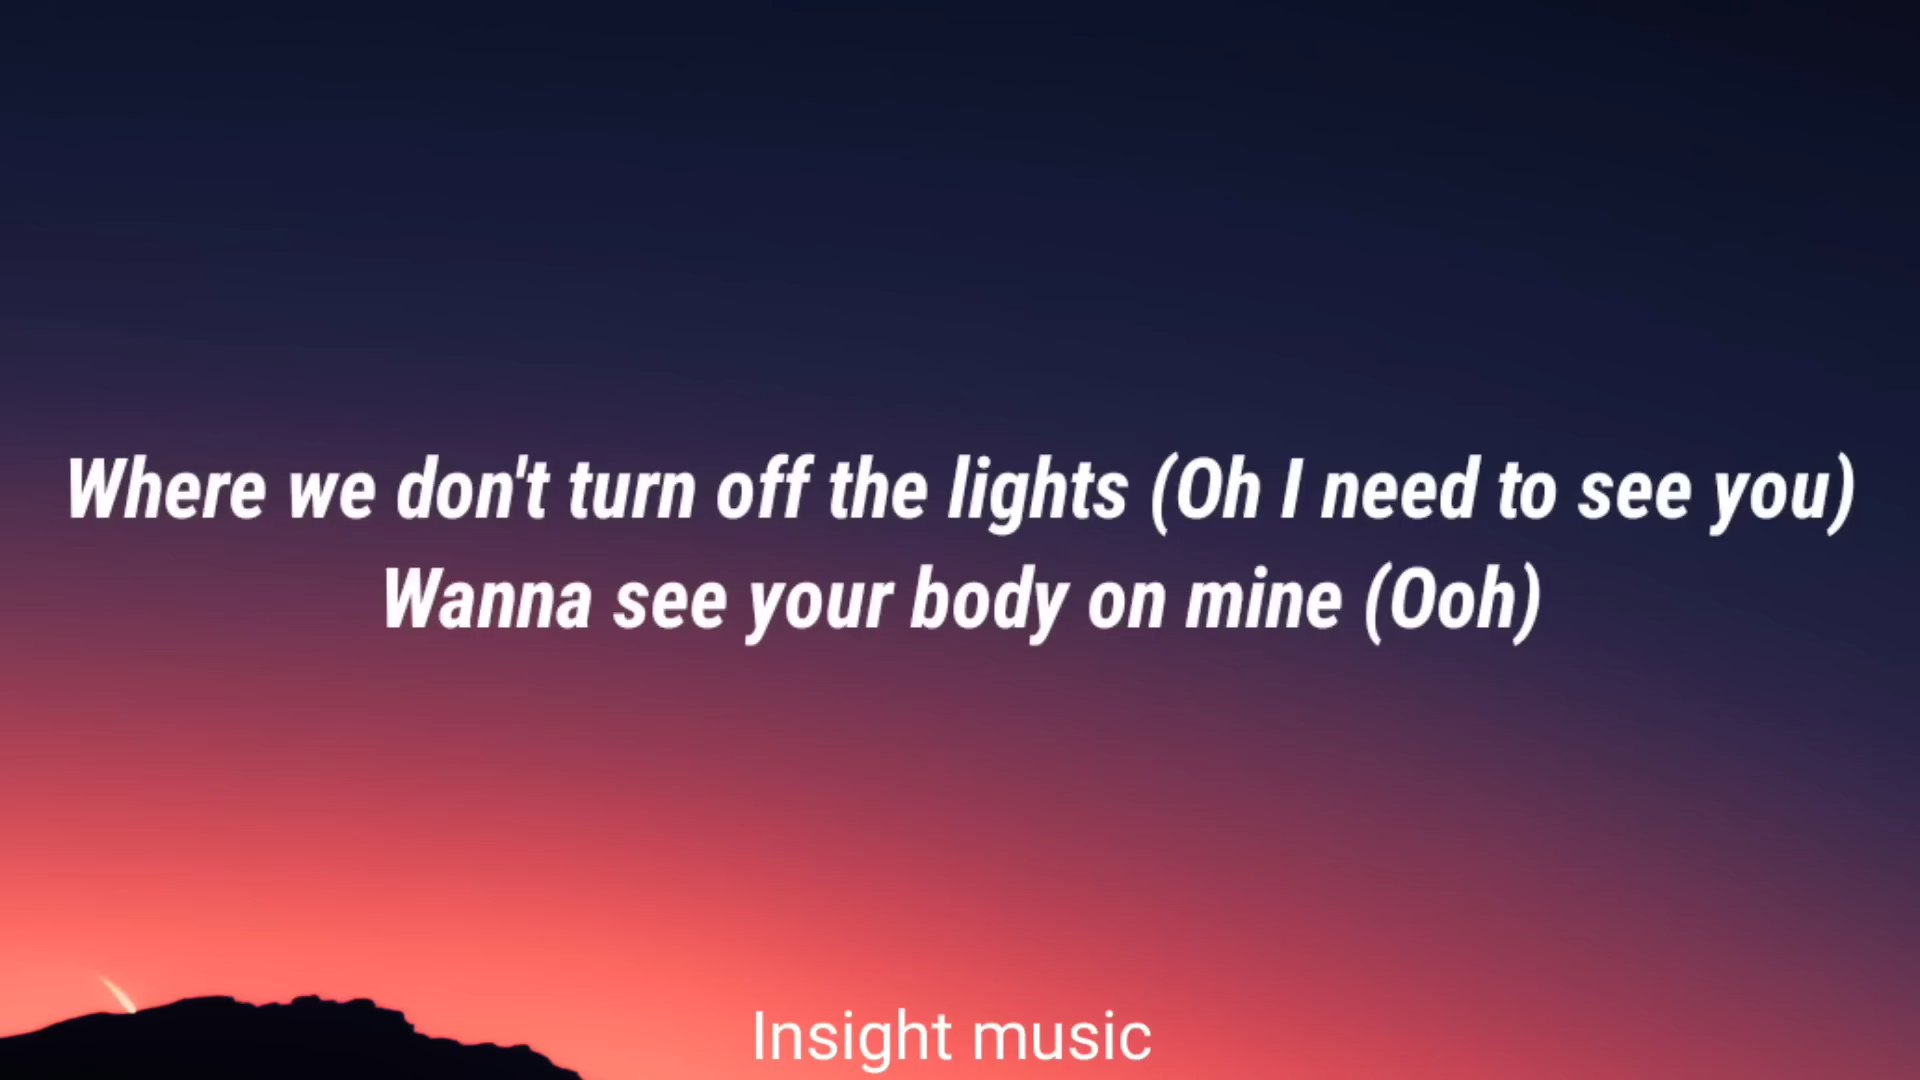 Where we don't turn off the lights (Oh I need to see you)
Wanna see your body on mine (Ooh)
Insight music